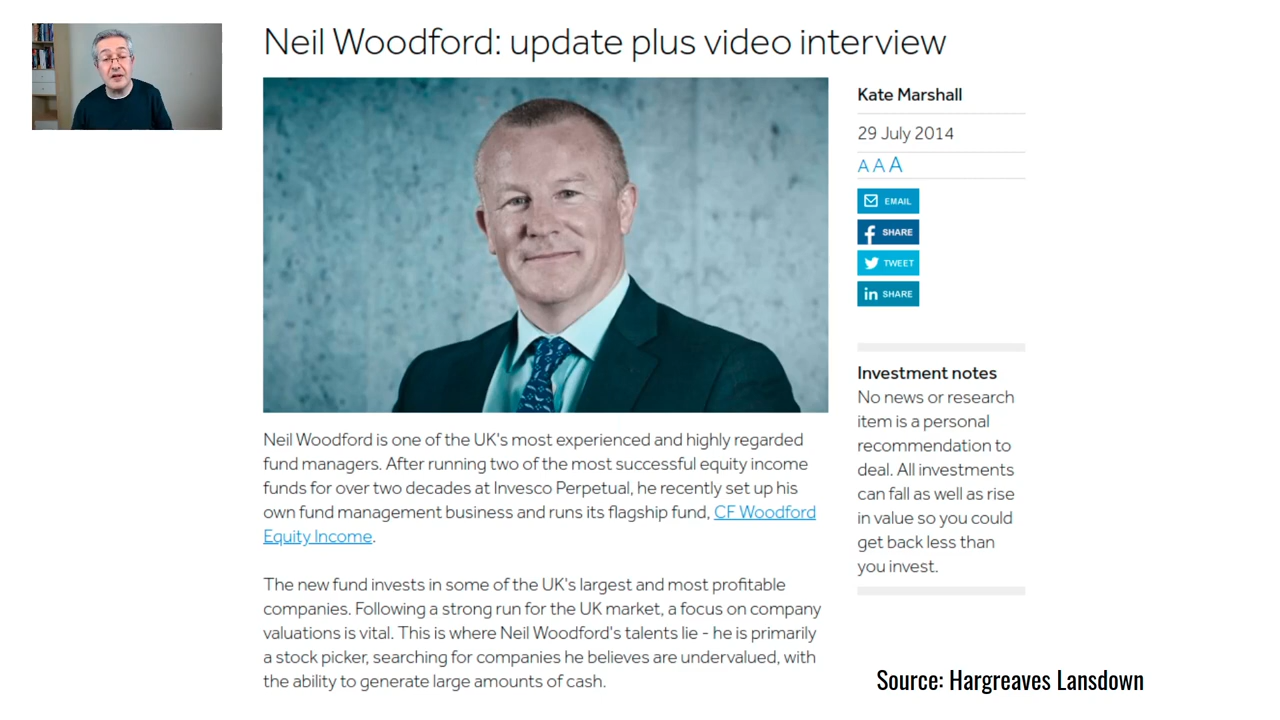 Neil Woodford: update plus video interview
Kate Marshall
29 July 2014
A A A
EMAIL
SHARE
TWEET
in SHARE
Investment notes
No news or research
item is a personal
recommendation to
deal. All investments
can fall as well as rise
in value so you could
get back less than
you invest.
Neil Woodford is one of the UK's most experienced and highly regarded
fund managers. After running two of the most successful equity income
funds for over two decades at Invesco Perpetual, he recently set up his
own fund management business and runs its flagship fund, CF Woodford
Equity Income.
The new fund invests in some of the UK's largest and most profitable
companies. Following a strong run for the UK market, a focus on company
valuations is vital. This is where Neil Woodford's talents lie - he is primarily
a stock picker, searching for companies he believes are undervalued, with
the ability to generate large amounts of cash.
Source: Hargreaves Lansdown